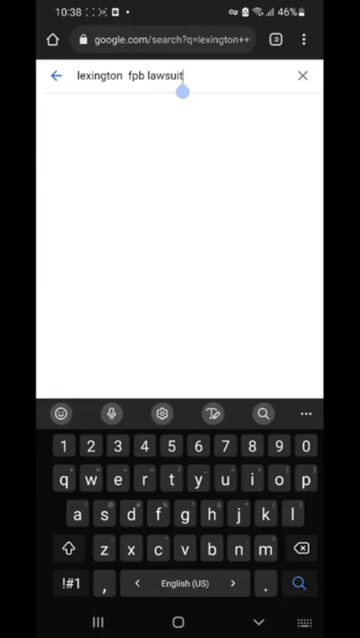 10:38
46%
google.com/search?q=lexington++
:9
lexington  fpb lawsuit
1 2 3 4 5 6 7 8 9 0
q w e r t y u i o p
a s d f g h j k l
z x c v b n m
!#1 , < English (US) > .